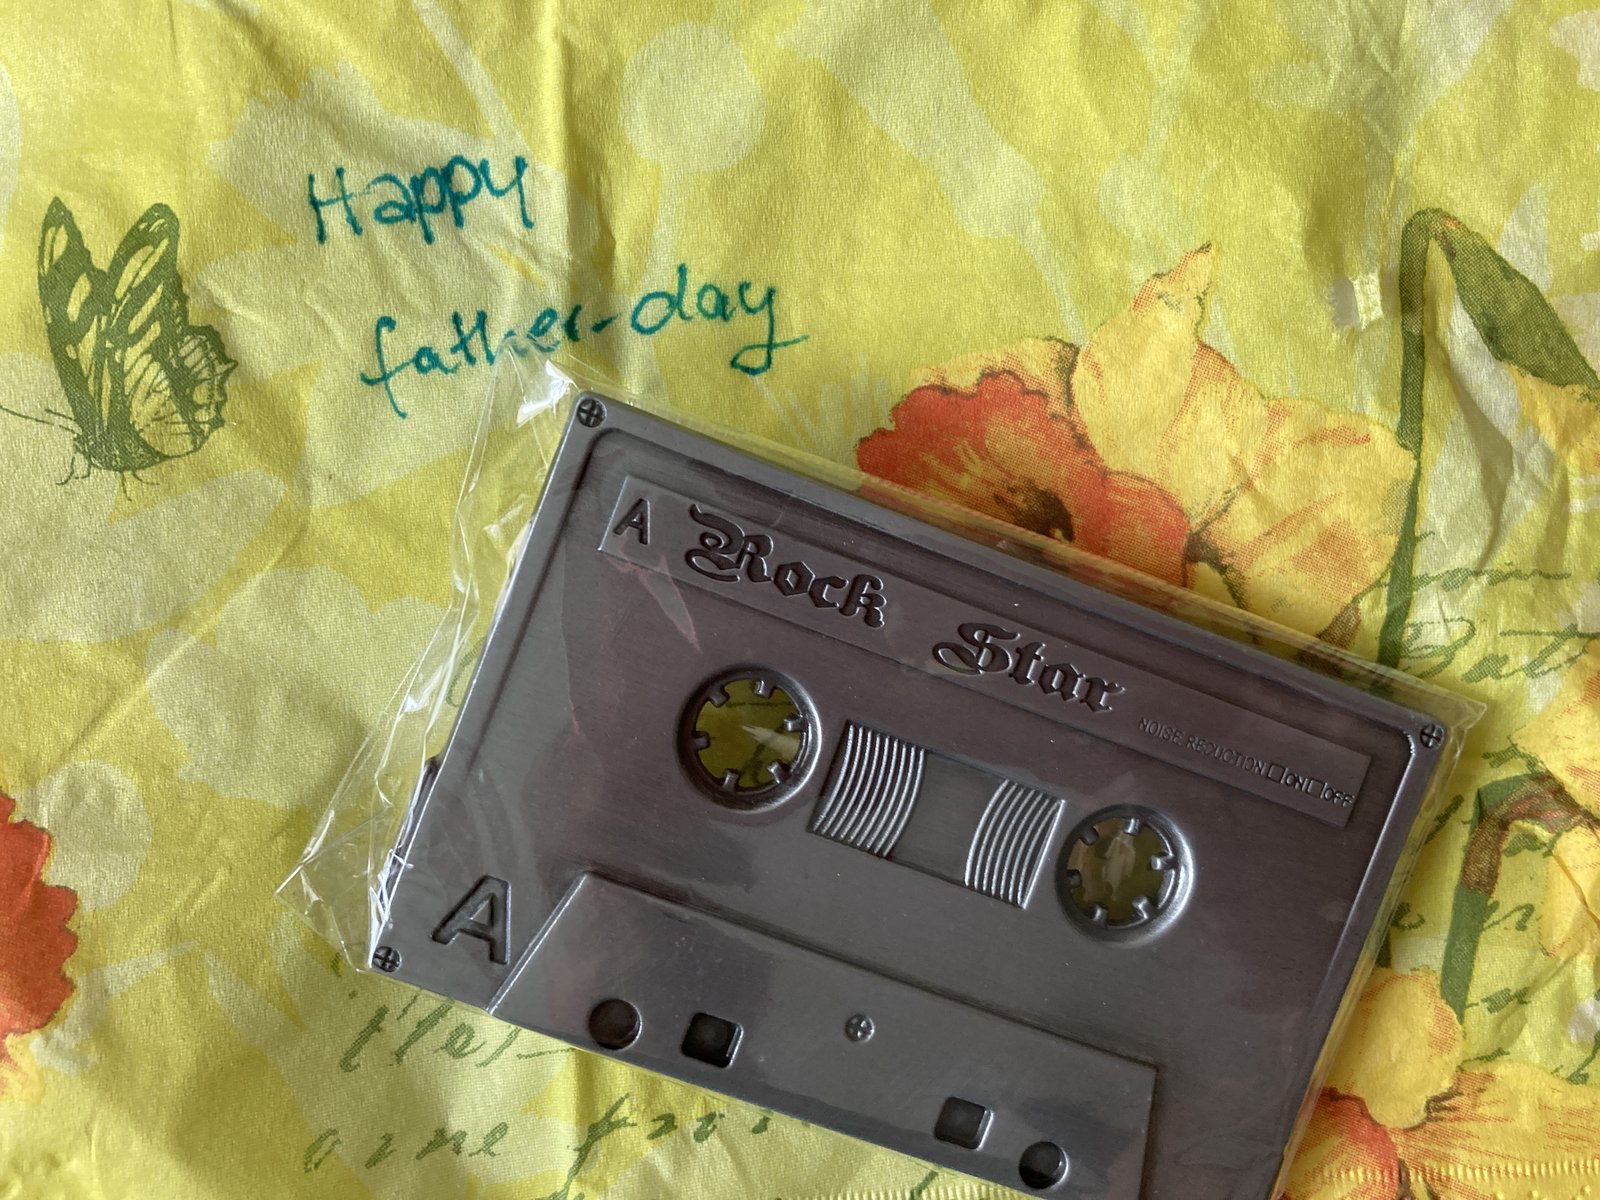 Happy
father-day
A Rock Star
NOISE REDUCTION □ON□OFF
A